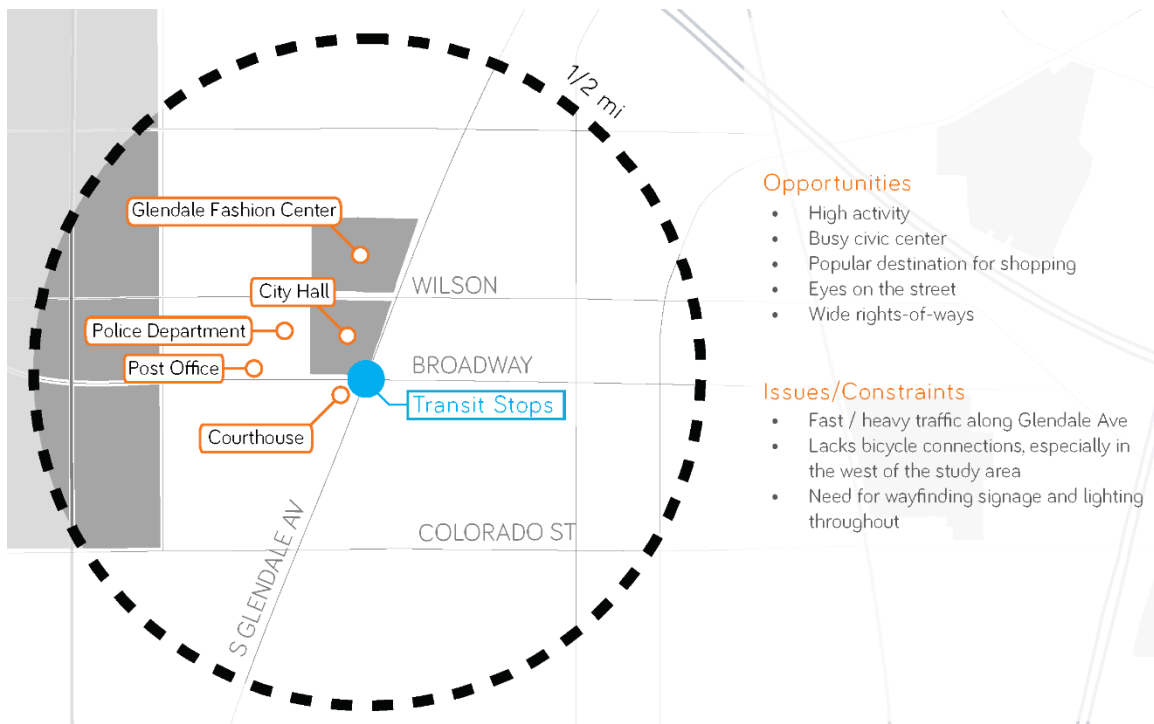 1/2 mi
Glendale Fashion Center
WILSON
City Hall
Police Department
BROADWAY
Post Office
Transit Stops
Courthouse
COLORADO ST
S GLENDALE AV
Opportunities
• High activity
• Busy civic center
• Popular destination for shopping
• Eyes on the street
• Wide rights-of-ways
Issues/Constraints
• Fast / heavy traffic along Glendale Ave
• Lacks bicycle connections, especially in
the west of the study area
• Need for wayfinding signage and lighting
throughout